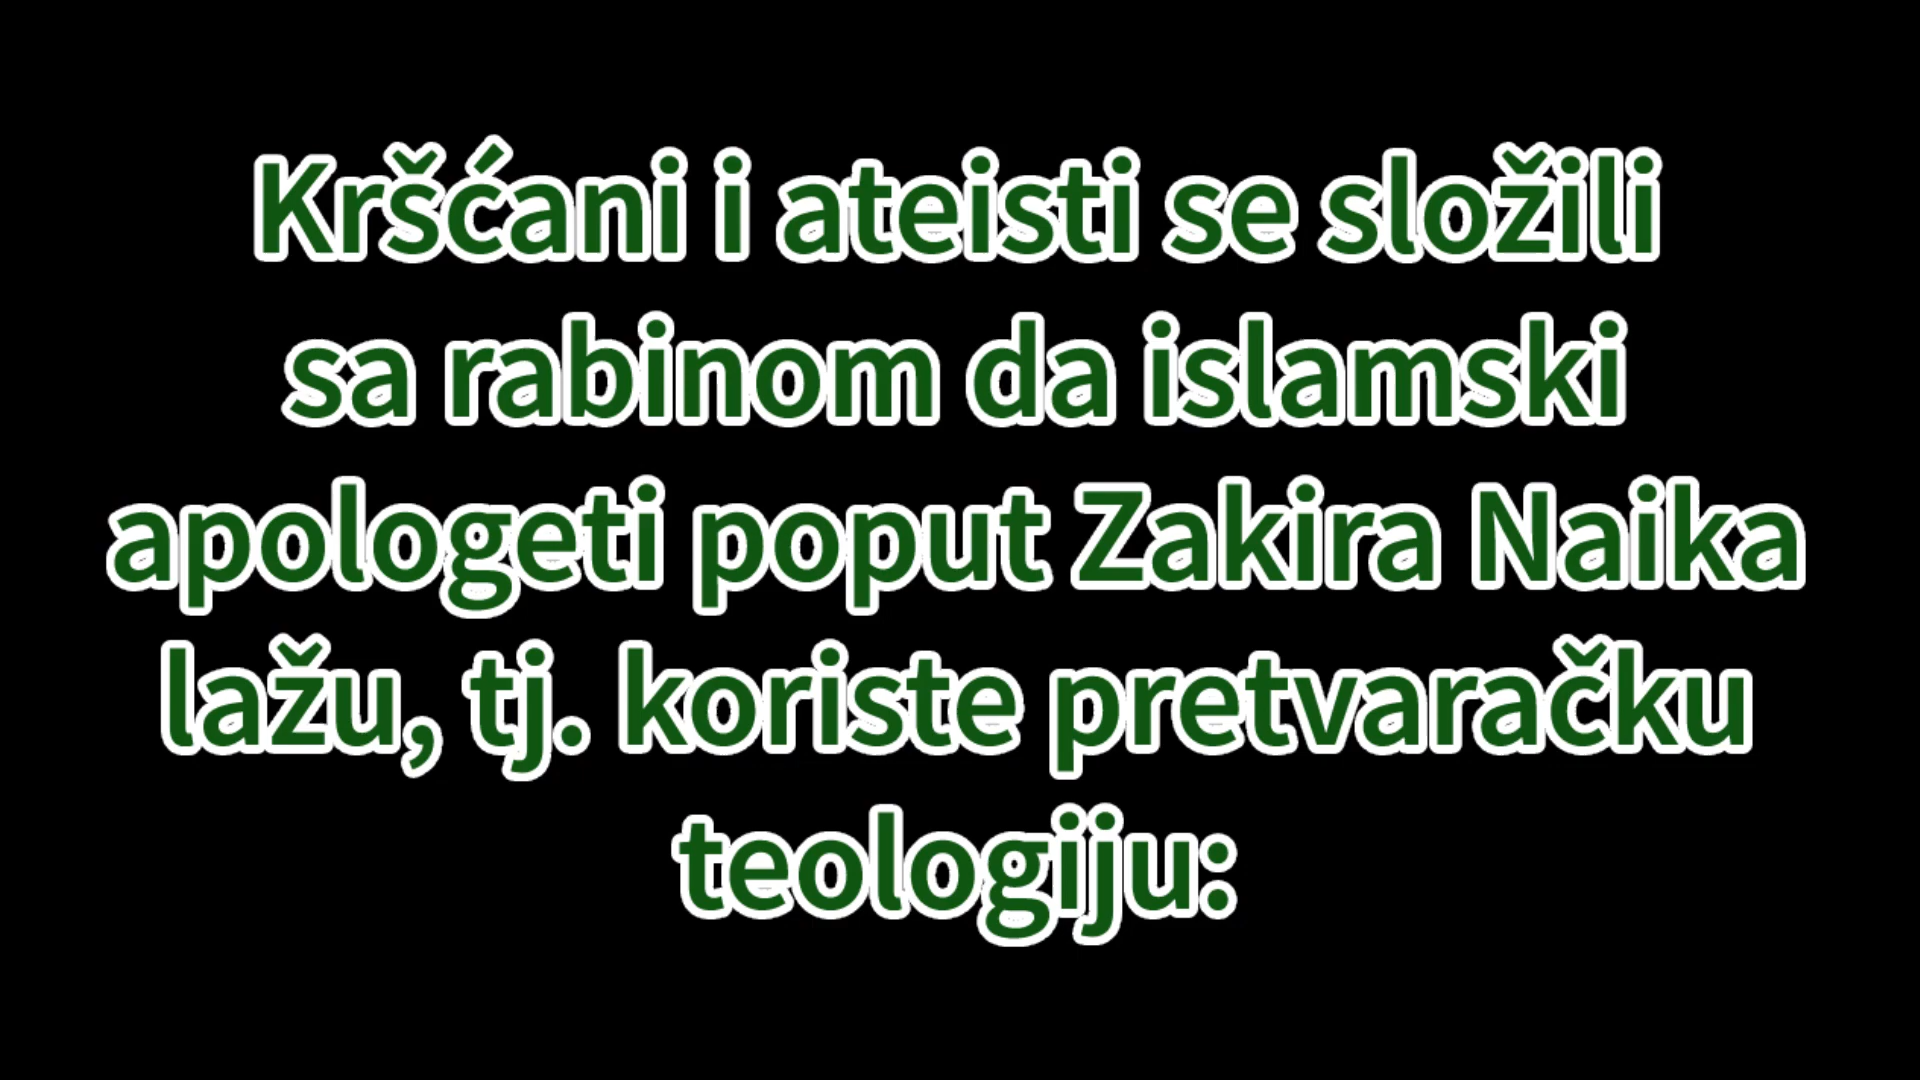 Kršćani i ateisti se složili
sa rabinom da islamski
apologeti poput Zakira Naika
lažu, tj. koriste pretvaračku
teologiju: